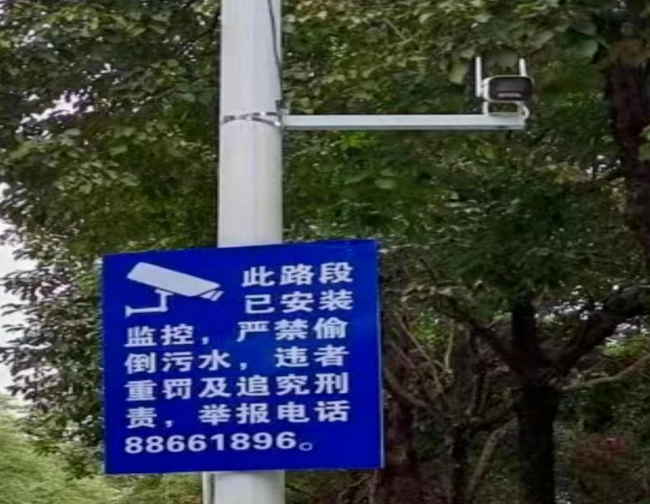 此路段
已安装
监控，严禁偷
倒污水，违者
重罚及追究刑
责，举报电话
88661896。